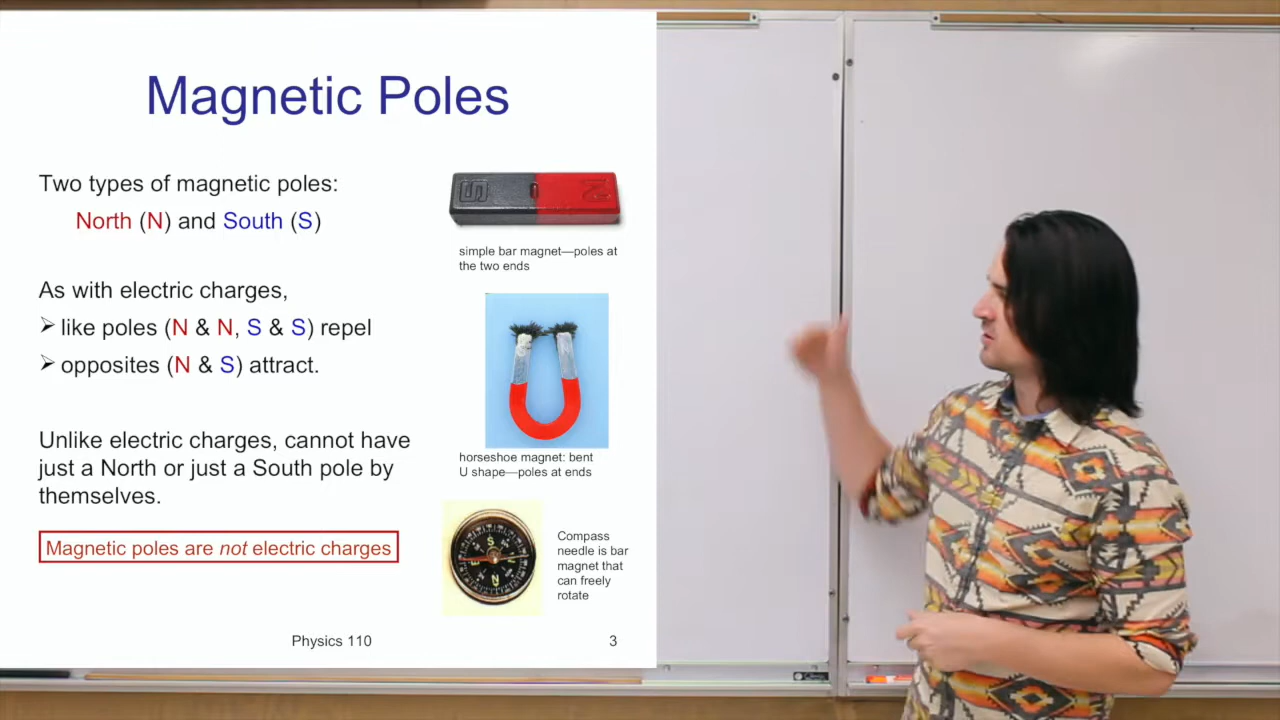 Magnetic Poles
Two types of magnetic poles:
North (N) and South (S)
As with electric charges,
➢ like poles (N & N, S & S) repel
➢ opposites (N & S) attract.
Unlike electric charges, cannot have
just a North or just a South pole by
themselves.
Magnetic poles are not electric charges
S N
simple bar magnet—poles at
the two ends
horseshoe magnet: bent
U shape—poles at ends
S
E
N
Compass
needle is bar
magnet that
can freely
rotate
Physics 110
3